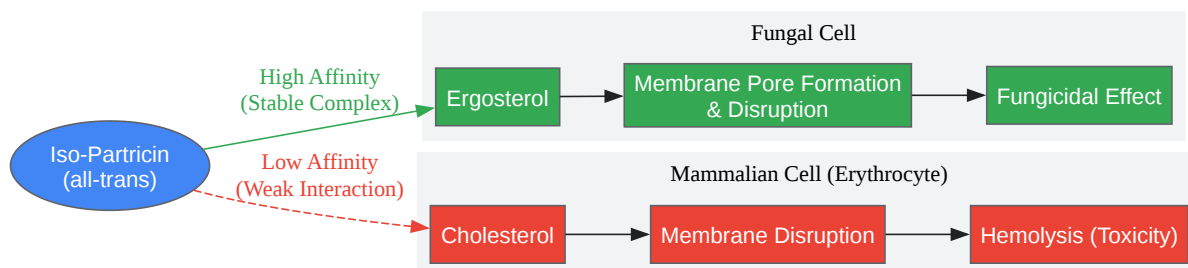 Fungal Cell
High Affinity
(Stable Complex)
Ergosterol
Membrane Pore Formation
& Disruption
Fungicidal Effect
Iso-Partricin
(all-trans)
Low Affinity
(Weak Interaction)
Mammalian Cell (Erythrocyte)
Cholesterol
Membrane Disruption
Hemolysis (Toxicity)